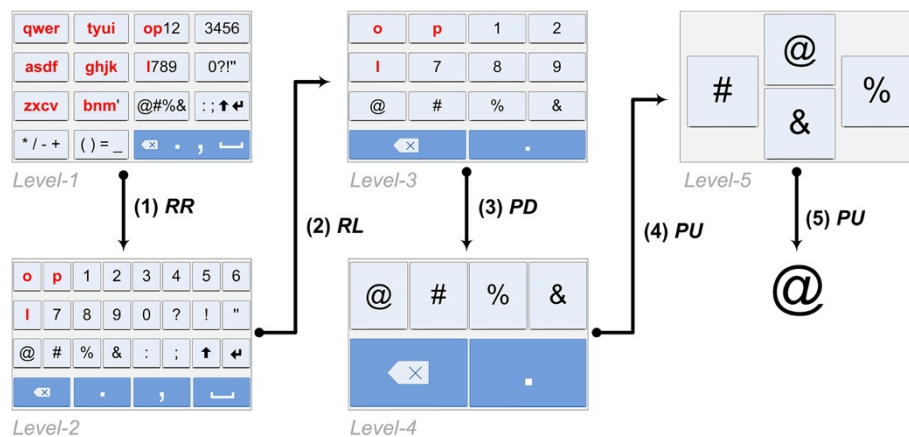 qwer tyui op12 3456
asdf ghjk l789 0?!"
zxcv bnm' @#%& : ; ⬆ ↵
* / - + ( ) = _ ⌫ . , ⎵
Level-1
(1) RR
o p 1 2 3 4 5 6
l 7 8 9 0 ? ! "
@ # % & : ; ⬆ ↵
⌫ . , ⎵
Level-2
(2) RL
o p 1 2
l 7 8 9
@ # % &
⌫ .
Level-3
(3) PD
@ # % &
⌫ .
Level-4
(4) PU
@
# %
&
Level-5
(5) PU
@